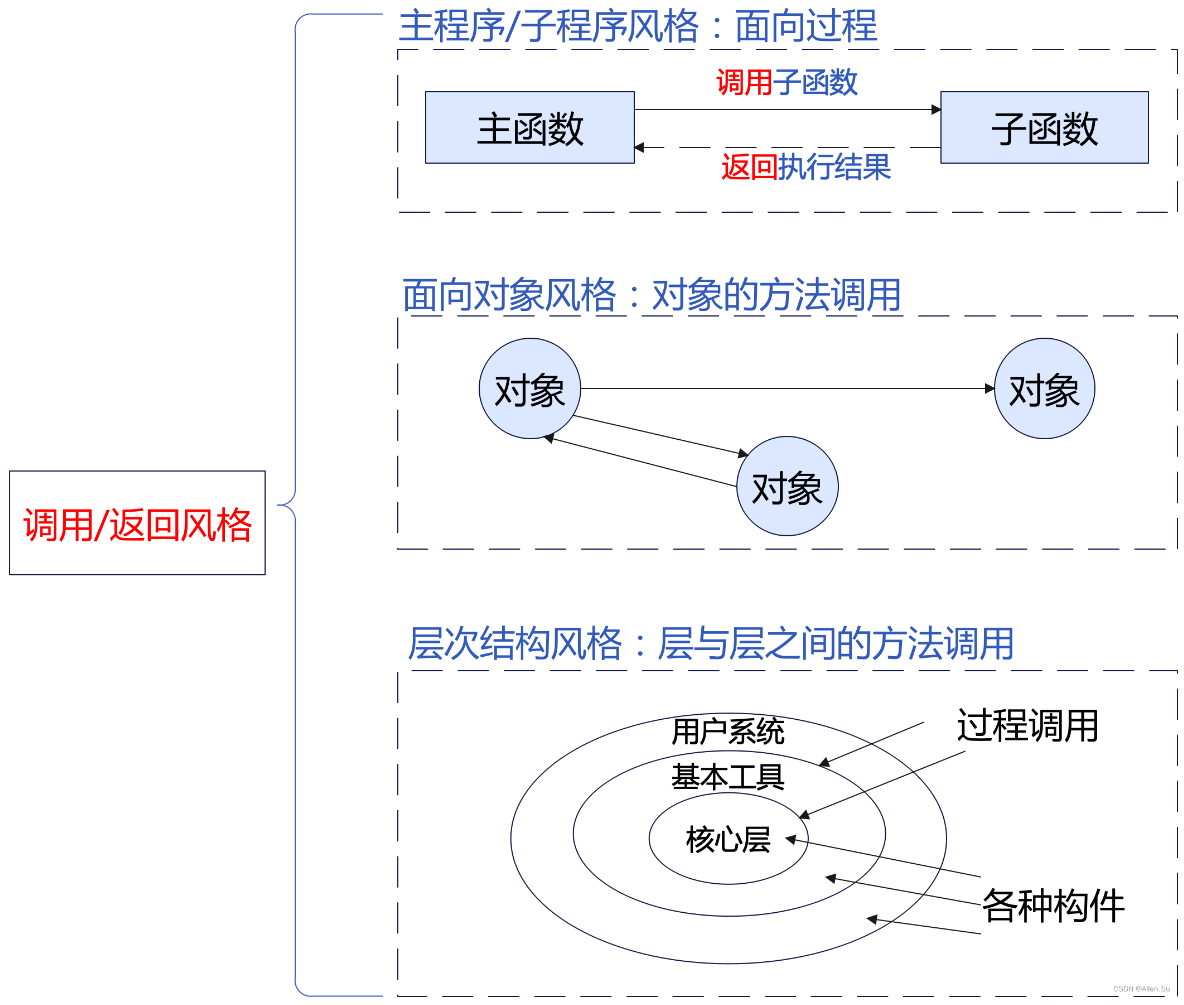 主程序/子程序风格：面向过程
调用子函数
主函数
子函数
返回执行结果
面向对象风格：对象的方法调用
对象
对象
对象
调用/返回风格
层次结构风格：层与层之间的方法调用
用户系统
过程调用
基本工具
核心层
各种构件
CSDN @Allen.Su